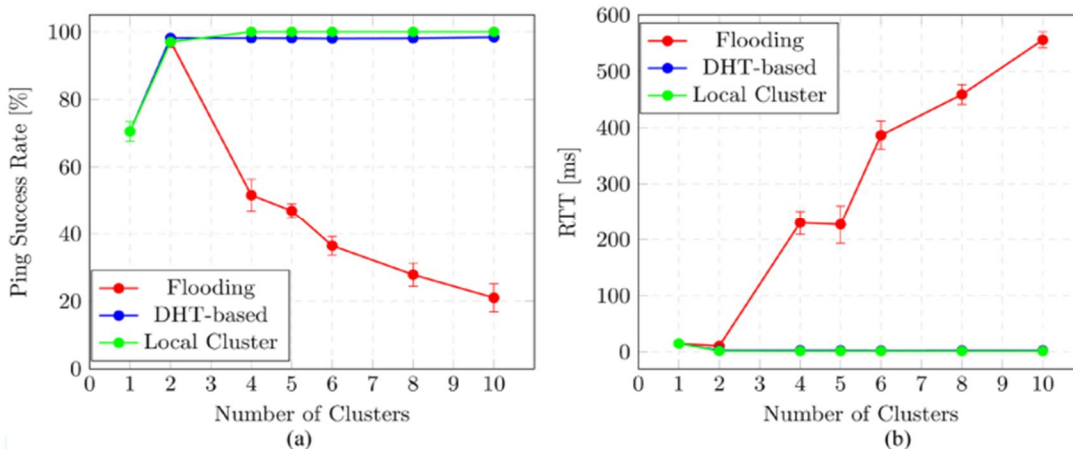 100
80
60
40
20
0
Ping Success Rate [%]
Flooding
DHT-based
Local Cluster
0 1 2 3 4 5 6 7 8 9 10
Number of Clusters
(a)
600
500
400
300
200
100
0
RTT [ms]
Flooding
DHT-based
Local Cluster
0 1 2 3 4 5 6 7 8 9 10
Number of Clusters
(b)